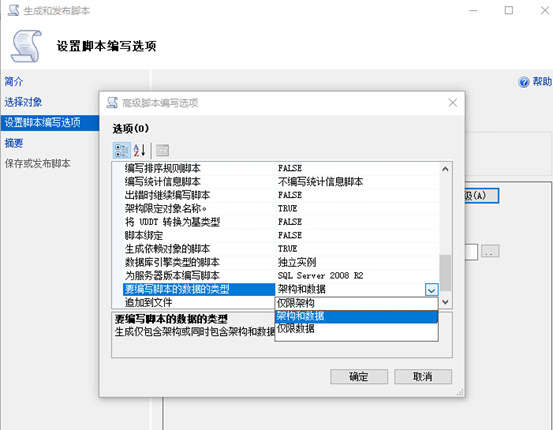 生成和发布脚本
设置脚本编写选项
简介
选择对象
设置脚本编写选项
摘要
保存或发布脚本
帮助
级(A)
..
高级脚本编写选项
选项(O)
编写排序规则脚本 FALSE
编写统计信息脚本 不编写统计信息脚本
出错时继续编写脚本 FALSE
架构限定对象名称。 TRUE
将 UDDT 转换为基类型 FALSE
脚本绑定 FALSE
生成依赖对象的脚本 TRUE
数据库引擎类型的脚本 独立实例
为服务器版本编写脚本 SQL Server 2008 R2
要编写脚本的数据的类型 架构和数据
追加到文件
仅限架构
架构和数据
仅限数据
要编写脚本的数据的类型
生成仅包含架构或同时包含架构和数据
确定
取消